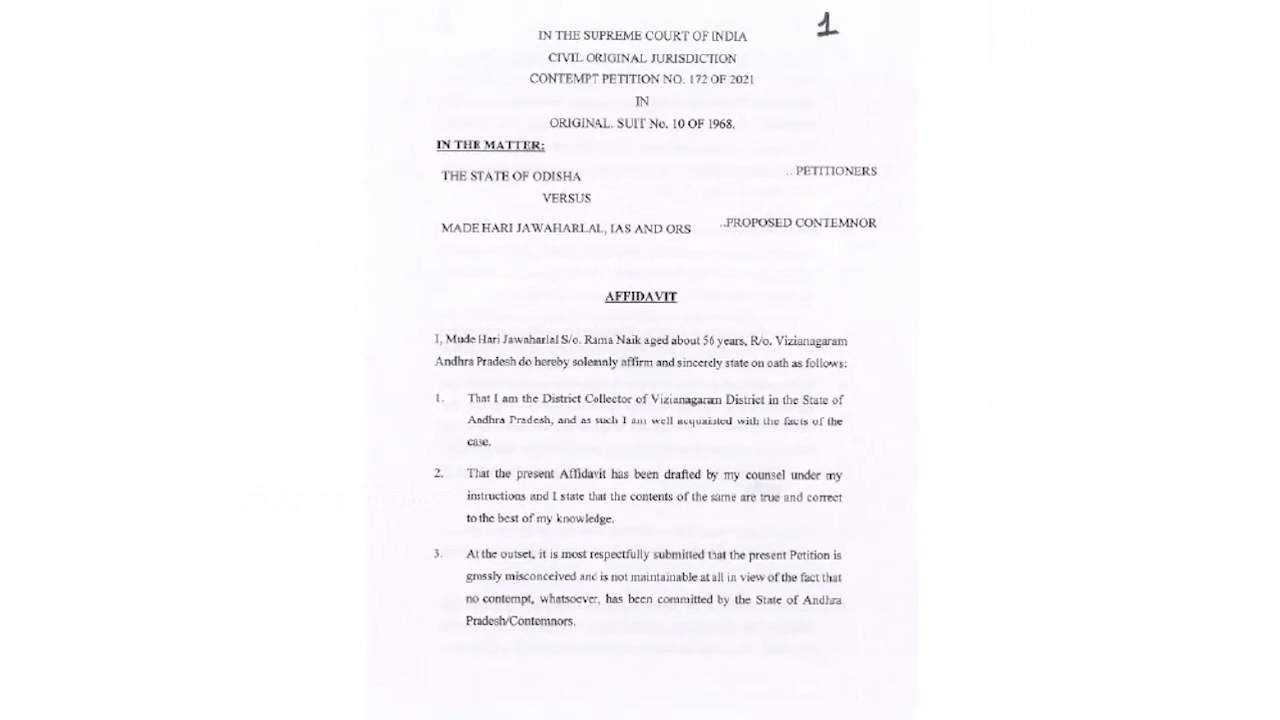 1
IN THE SUPREME COURT OF INDIA
CIVIL ORIGINAL JURISDICTION
CONTEMPT PETITION NO. 172 OF 2021
IN
ORIGINAL. SUIT No. 10 OF 1968.
IN THE MATTER:
THE STATE OF ODISHA .. PETITIONERS
VERSUS
MADE HARI JAWAHARLAL, IAS AND ORS ..PROPOSED CONTEMNOR
AFFIDAVIT
I, Mude Hari Jawaharlal S/o. Rama Naik aged about 56 years, R/o. Vizianagaram
Andhra Pradesh do hereby solemnly affirm and sincerely state on oath as follows:
1. That I am the District Collector of Vizianagaram District in the State of
Andhra Pradesh, and as such I am well acquainted with the facts of the
case.
2. That the present Affidavit has been drafted by my counsel under my
instructions and I state that the contents of the same are true and correct
to the best of my knowledge.
3. At the outset, it is most respectfully submitted that the present Petition is
grossly misconceived and is not maintainable at all in view of the fact that
no contempt, whatsoever, has been committed by the State of Andhra
Pradesh/Contemnors.